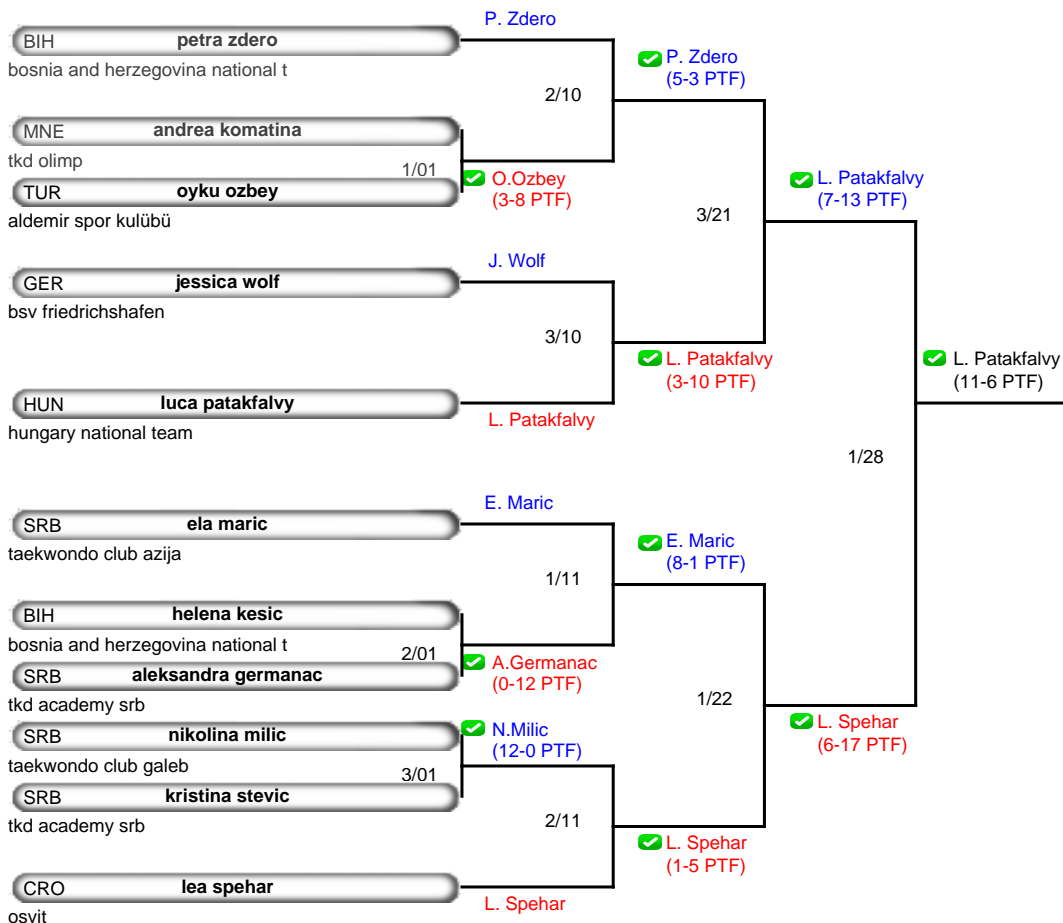 P. Zdero
BIH petra zdero
bosnia and herzegovina national t
P. Zdero
(5-3 PTF)
2/10
MNE andrea komatina
tkd olimp
1/01
O.Ozbey
(3-8 PTF)
TUR oyku ozbey
aldemir spor kulübü
L. Patakfalvy
(7-13 PTF)
3/21
J. Wolf
GER jessica wolf
bsv friedrichshafen
3/10
L. Patakfalvy
(3-10 PTF)
L. Patakfalvy
(11-6 PTF)
HUN luca patakfalvy
hungary national team
L. Patakfalvy
1/28
E. Maric
SRB ela maric
taekwondo club azija
E. Maric
(8-1 PTF)
1/11
BIH helena kesic
bosnia and herzegovina national t
2/01
A.Germanac
(0-12 PTF)
SRB aleksandra germanac
tkd academy srb
1/22
L. Spehar
(6-17 PTF)
SRB nikolina milic
taekwondo club galeb
N.Milic
(12-0 PTF)
3/01
SRB kristina stevic
tkd academy srb
2/11
L. Spehar
(1-5 PTF)
CRO lea spehar
osvit
L. Spehar